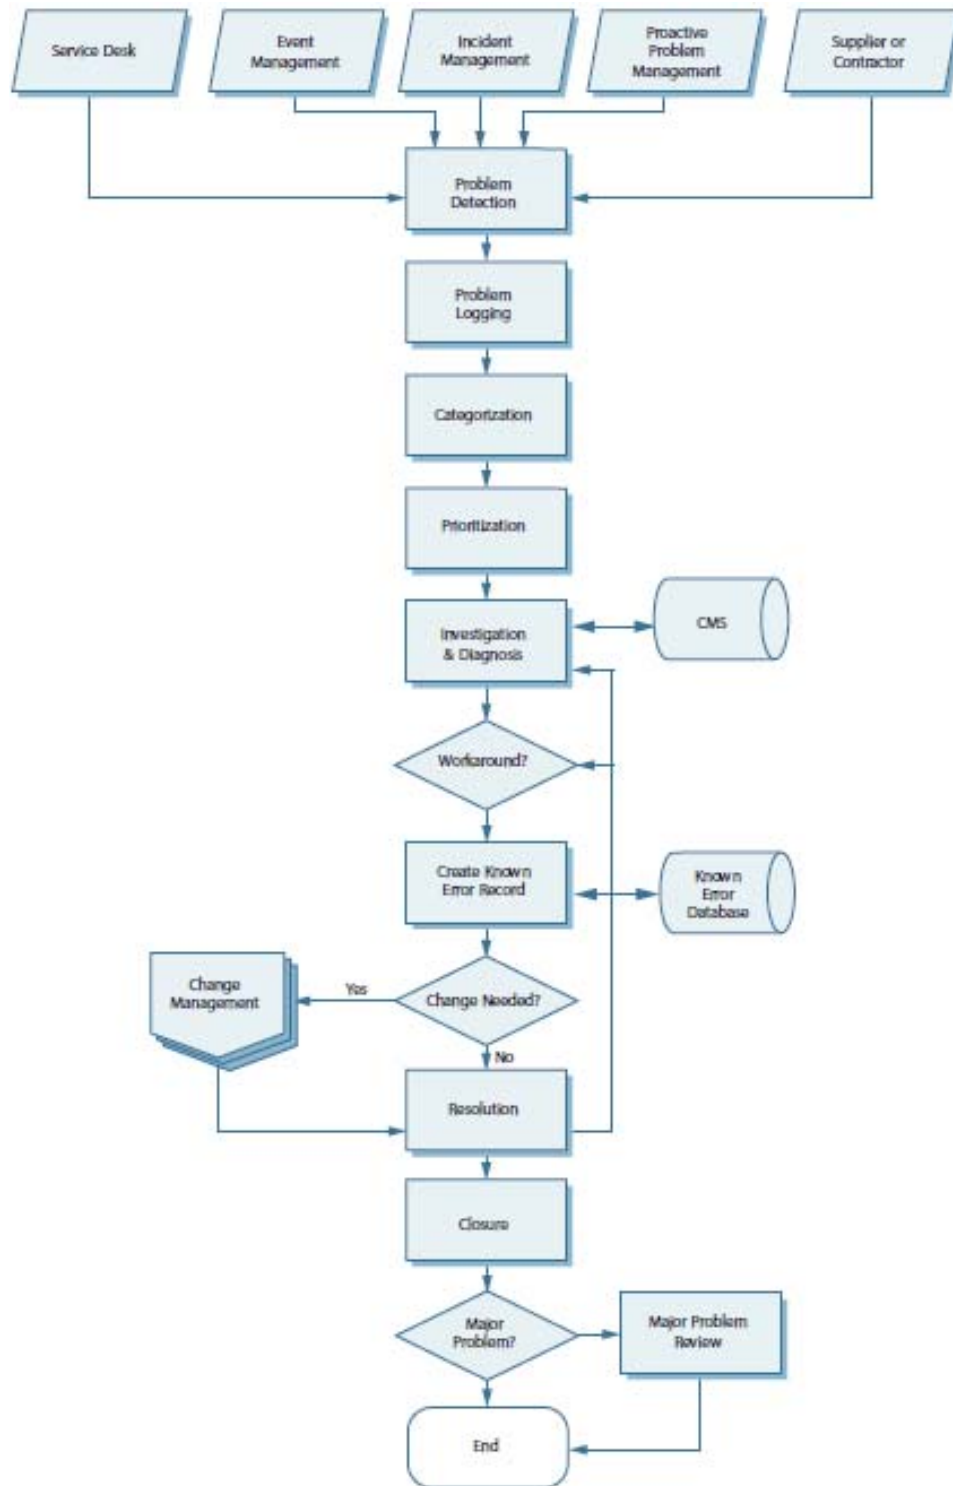 Service Desk
Event
Management
Incident
Management
Proactive
Problem
Management
Supplier or
Contractor
Problem
Detection
Problem
Logging
Categorization
Prioritization
Investigation
& Diagnosis
CMS
Workaround?
Create Known
Error Record
Known
Error
Database
Change
Management
Yes
Change Needed?
No
Resolution
Closure
Major
Problem?
Major Problem
Review
End